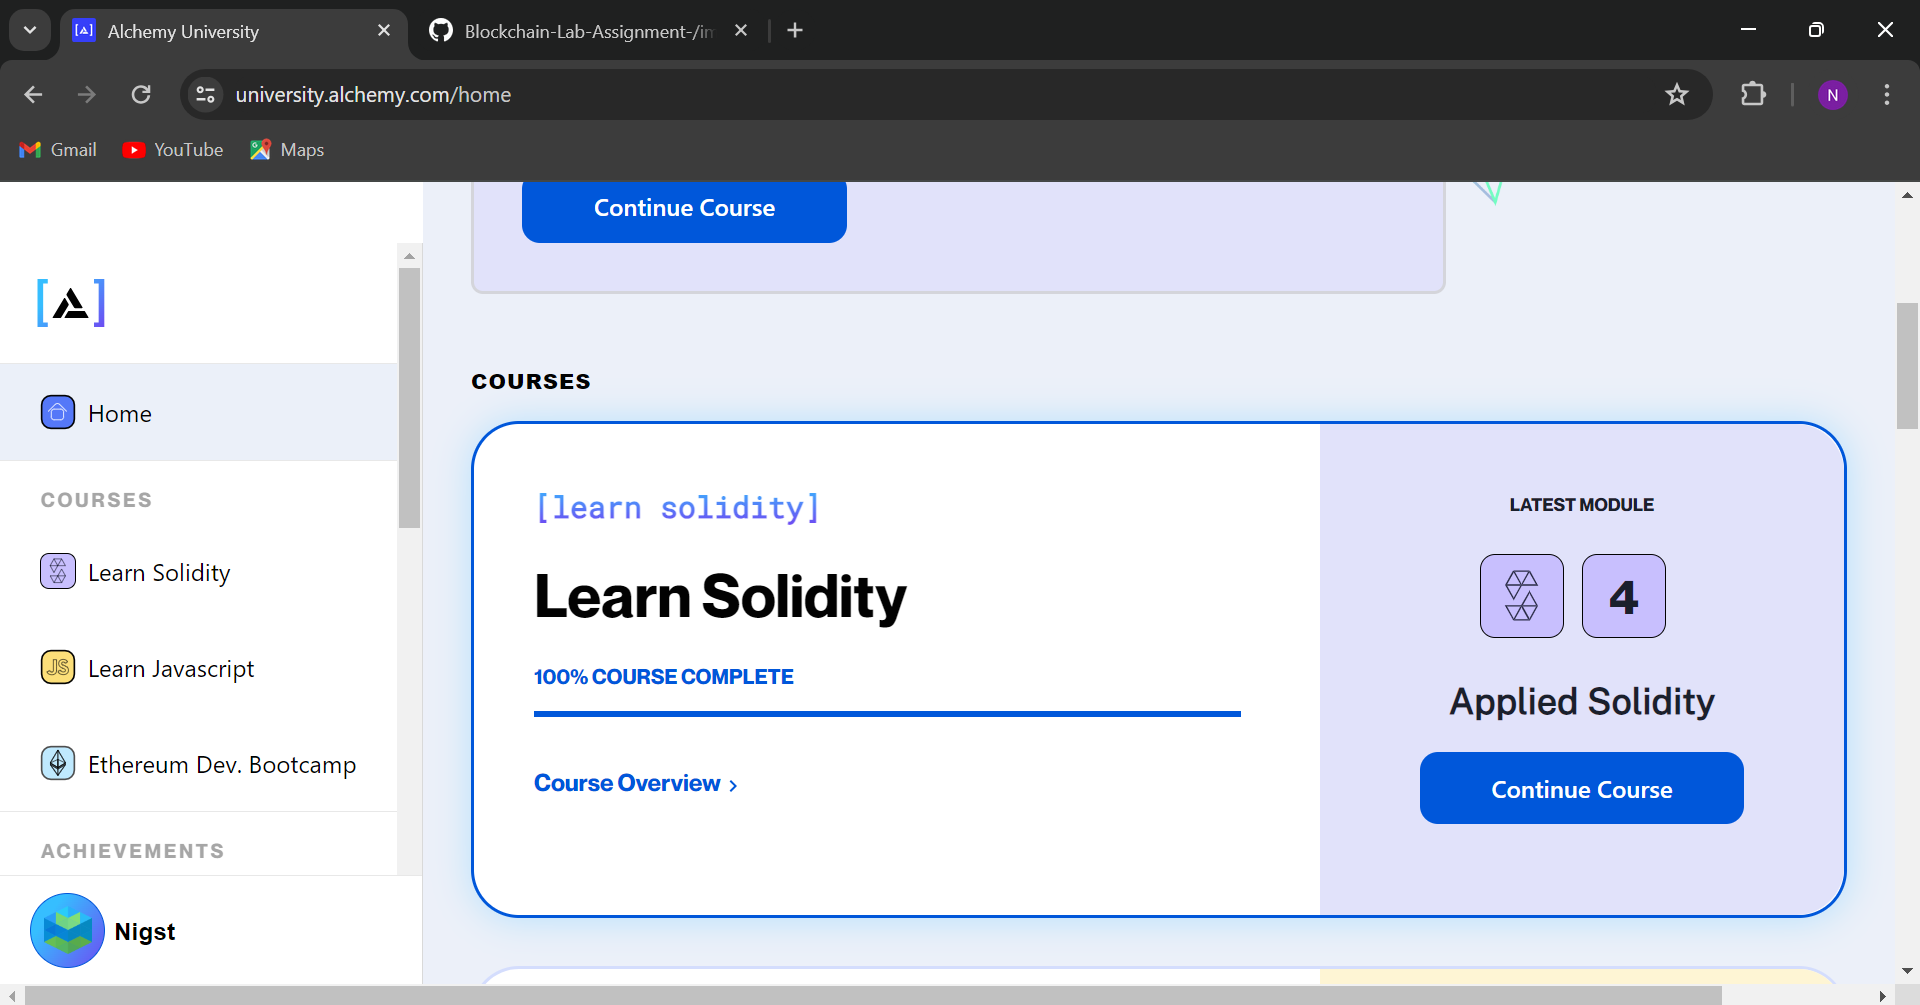 Alchemy University
Blockchain-Lab-Assignment-/in
university.alchemy.com/home
N
Gmail
YouTube
Maps
Continue Course
Home
COURSES
Learn Solidity
JS
Learn Javascript
Ethereum Dev. Bootcamp
ACHIEVEMENTS
Nigst
COURSES
[learn solidity]
Learn Solidity
100% COURSE COMPLETE
Course Overview >
LATEST MODULE
4
Applied Solidity
Continue Course